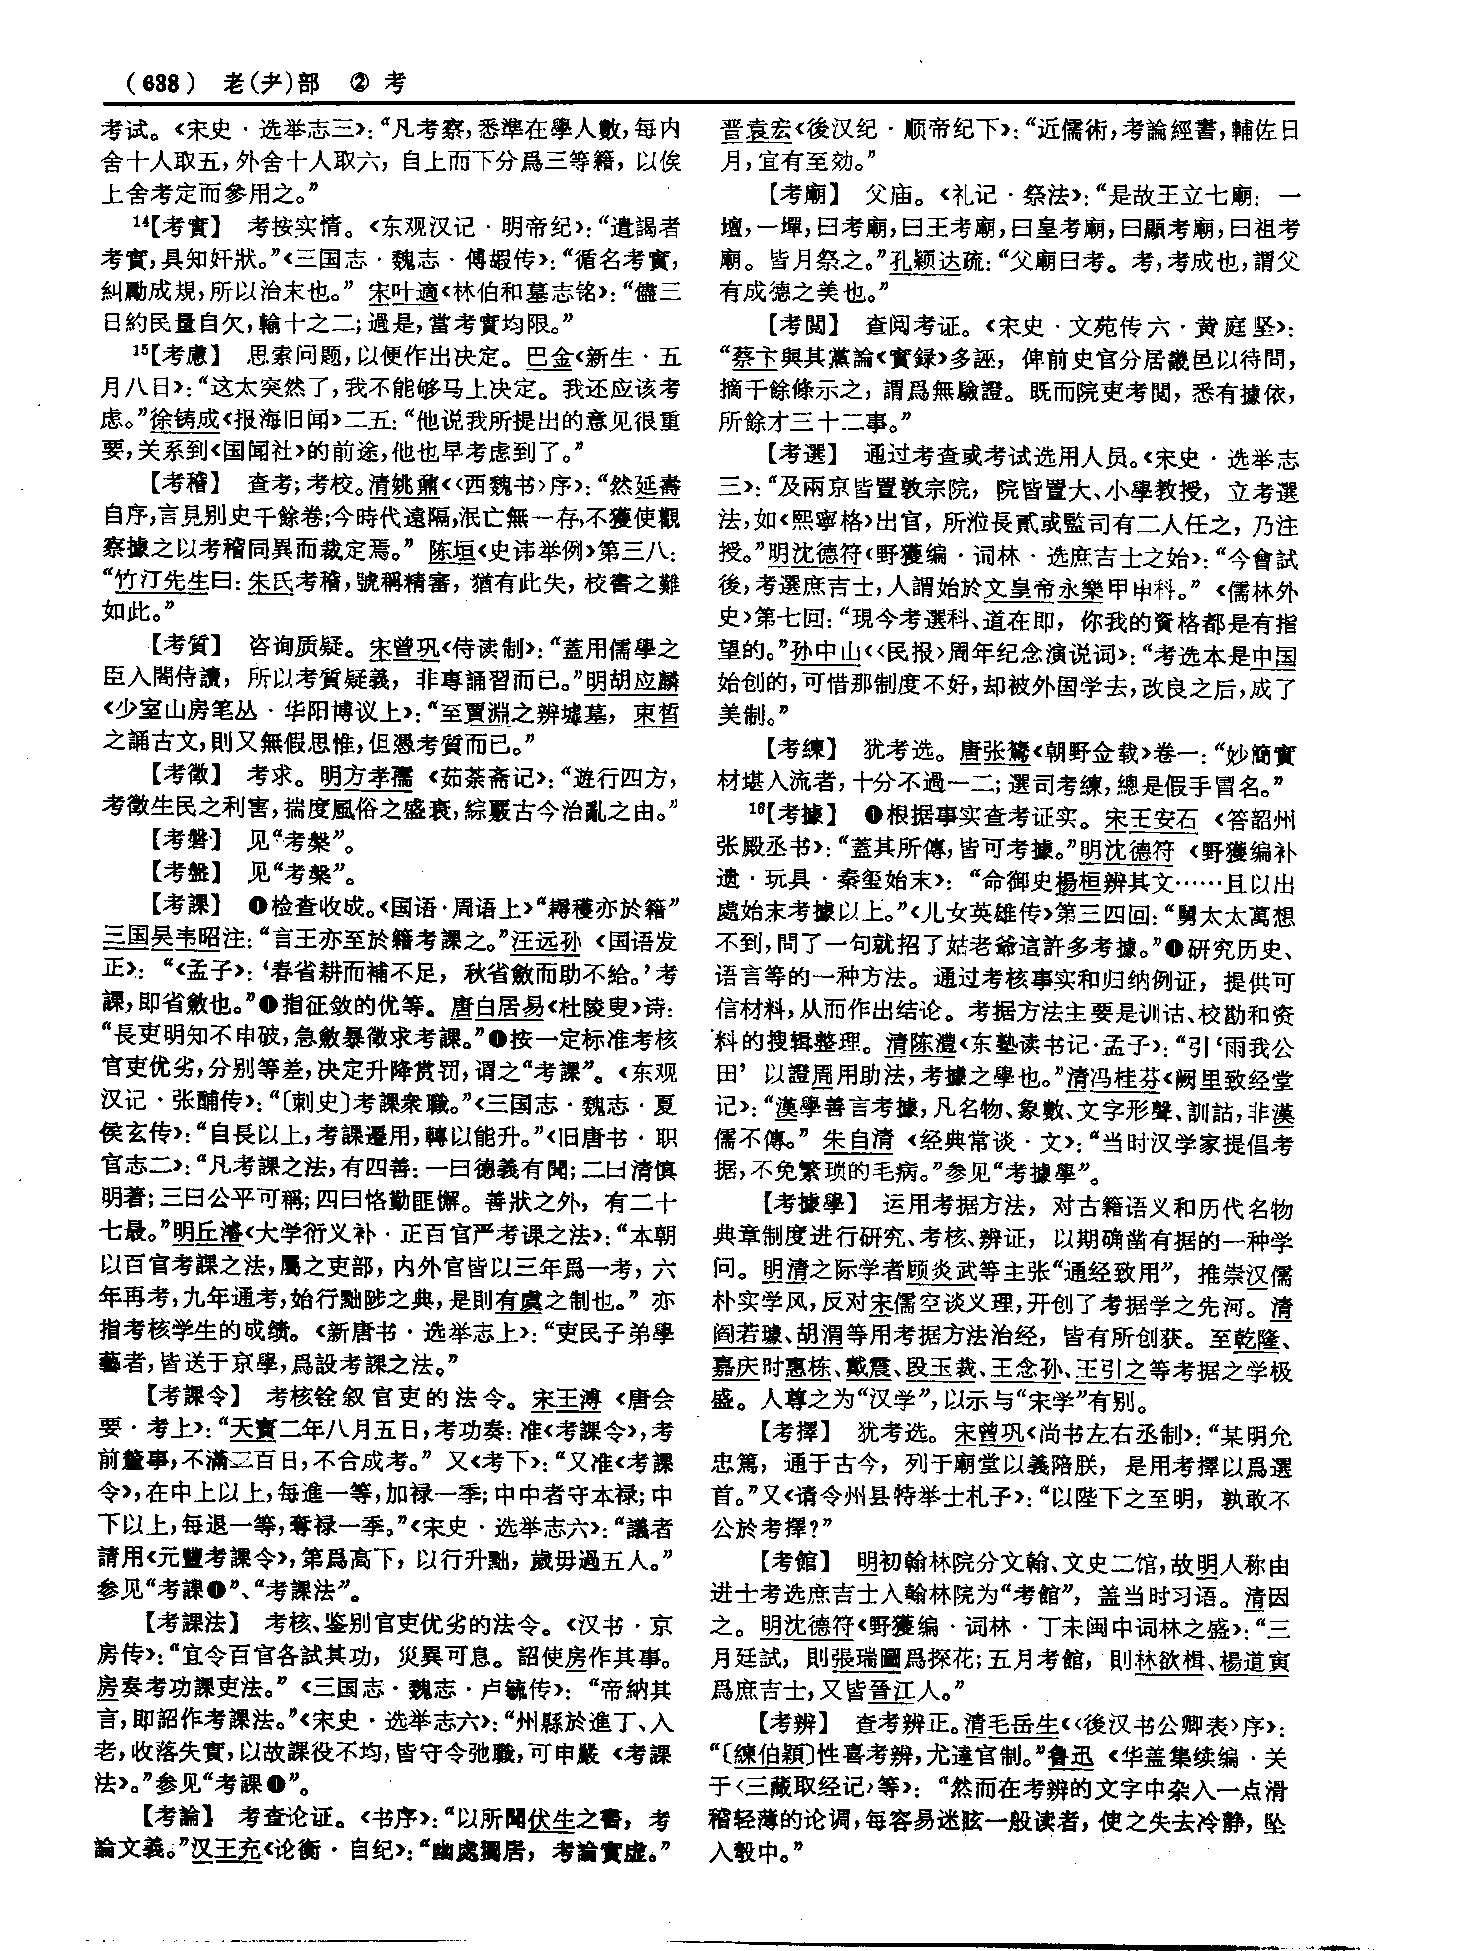 (638) 老(耂)部 ② 考
考试。《宋史·选举志三》：“凡考察，悉準在學人數，每内
舍十人取五，外舍十人取六，自上而下分爲三等籍，以俟
上舍考定而參用之。”
14【考實】 考按实情。《东观汉记·明帝纪》：“遣謁者
考實，具知奸狀。”《三国志·魏志·傅嘏传》：“循名考實，
糾勵成規，所以治末也。” 宋叶適《林伯和墓志铭》：“儘三
日約民量自欠，輸十之二；過是，當考實均限。”
15【考慮】 思索问题，以便作出决定。巴金《新生·五
月八日》：“这太突然了，我不能够马上决定。我还应该考
虑。”徐铸成《报海旧闻》二五：“他说我所提出的意见很重
要，关系到《国闻社》的前途，他也早考虑到了。”
【考稽】 查考；考校。清姚鼐《〈西魏书〉序》：“然延壽
自序，言見别史千餘卷；今時代遠隔，泯亡無一存，不獲使觀
察據之以考稽同異而裁定焉。” 陈垣《史讳举例》第三八：
“竹汀先生曰：朱氏考稽，號稱精審，猶有此失，校書之難
如此。”
【考質】 咨询质疑。宋曾巩《侍读制》：“蓋用儒學之
臣入閤侍讀，所以考質疑義，非專誦習而已。”明胡应麟
《少室山房笔丛·华阳博议上》：“至賈淵之辨墟墓，束晳
之誦古文，則又無假思惟，但憑考質而已。”
【考徵】 考求。明方孝孺《茹荼斋记》：“遊行四方，
考徵生民之利害，揣度風俗之盛衰，綜覈古今治亂之由。”
【考磐】 见“考槃”。
【考盤】 见“考槃”。
【考課】 ❶检查收成。《国语·周语上》“耨穫亦於籍”
三国吴韦昭注：“言王亦至於籍考課之。”汪远孙《国语发
正》：“《孟子》：‘春省耕而補不足，秋省斂而助不給。’考
課，即省斂也。”❶指征敛的优等。唐白居易《杜陵叟》诗：
“長吏明知不申破，急斂暴徵求考課。”❶按一定标准考核
官吏优劣，分别等差，决定升降赏罚，谓之“考課”。《东观
汉记·张酺传》：“〔刺史〕考課衆職。”《三国志·魏志·夏
侯玄传》：“自長以上，考課遷用，轉以能升。”《旧唐书·职
官志二》：“凡考課之法，有四善：一曰德義有聞；二曰清慎
明著；三曰公平可稱；四曰恪勤匪懈。善狀之外，有二十
七最。”明丘濬《大学衍义补·正百官严考课之法》：“本朝
以百官考課之法，屬之吏部，内外官皆以三年爲一考，六
年再考，九年通考，始行黜陟之典，是則有虞之制也。” 亦
指考核学生的成绩。《新唐书·选举志上》：“吏民子弟學
藝者，皆送于京學，爲設考課之法。”
【考課令】 考核铨叙官吏的法令。宋王溥《唐会
要·考上》：“天寶二年八月五日，考功奏：准《考課令》，考
前釐事，不滿二百日，不合成考。” 又《考下》：“又准《考課
令》，在中上以上，每進一等，加禄一季；中中者守本禄；中
下以上，每退一等，奪禄一季。”《宋史·选举志六》：“議者
請用《元豐考課令》，第爲高下，以行升黜，歲毋過五人。”
参见“考課❶”、“考課法”。
【考課法】 考核、鉴别官吏优劣的法令。《汉书·京
房传》：“宜令百官各試其功，災異可息。詔使房作其事。
房奏考功課吏法。”《三国志·魏志·卢毓传》：“帝納其
言，即詔作考課法。”《宋史·选举志六》：“州縣於進丁、入
老，收落失實，以故課役不均，皆守令弛職，可申嚴《考課
法》。”参见“考課❶”。
【考論】 考查论证。《书序》：“以所聞伏生之書，考
論文義。”汉王充《论衡·自纪》：“幽處獨居，考論實虚。”
晋袁宏《後汉纪·顺帝纪下》：“近儒術，考論經書，輔佐日
月，宜有至効。”
【考廟】 父庙。《礼记·祭法》：“是故王立七廟：一
壇，一墠，曰考廟，曰王考廟，曰皇考廟，曰顯考廟，曰祖考
廟。皆月祭之。”孔颖达疏：“父廟曰考。考，考成也，謂父
有成德之美也。”
【考閲】 查阅考证。《宋史·文苑传六·黄庭坚》：
“蔡卞與其黨論《實録》多誣，俾前史官分居畿邑以待問，
摘千餘條示之，謂爲無驗證。既而院吏考閲，悉有據依，
所餘才三十二事。”
【考選】 通过考查或考试选用人员。《宋史·选举志
三》：“及兩京皆置敦宗院，院皆置大、小學教授，立考選
法，如《熙寧格》出官，所涖長貳或監司有二人任之，乃注
授。”明沈德符《野獲编·词林·选庶吉士之始》：“今會試
後，考選庶吉士，人謂始於文皇帝永樂甲申科。”《儒林外
史》第七回：“現今考選科、道在即，你我的資格都是有指
望的。”孙中山《〈民报〉周年纪念演说词》：“考选本是中国
始创的，可惜那制度不好，却被外国学去，改良之后，成了
美制。”
【考練】 犹考选。唐张鷟《朝野佥载》卷一：“妙簡實
材堪入流者，十分不過一二；選司考練，總是假手冒名。”
16【考據】 ❶根据事实查考证实。宋王安石《答韶州
张殿丞书》：“蓋其所傳，皆可考據。”明沈德符《野獲编补
遗·玩具·秦玺始末》：“命御史楊桓辨其文……且以出
處始末考據以上。”《儿女英雄传》第三四回：“舅太太萬想
不到，問了一句就招了姑老爺這許多考據。”❶研究历史、
语言等的一种方法。通过考核事实和归纳例证，提供可
信材料，从而作出结论。考据方法主要是训诂、校勘和资
料的搜辑整理。清陈澧《东塾读书记·孟子》：“引‘雨我公
田’以證周用助法，考據之學也。”清冯桂芬《阙里致经堂
记》：“漢學善言考據，凡名物、象數、文字形聲、訓詁，非漢
儒不傳。” 朱自清《经典常谈·文》：“当时汉学家提倡考
据，不免繁琐的毛病。”参见“考據學”。
【考據學】 运用考据方法，对古籍语义和历代名物
典章制度进行研究、考核、辨证，以期确凿有据的一种学
问。明清之际学者顾炎武等主张“通经致用”，推崇汉儒
朴实学风，反对宋儒空谈义理，开创了考据学之先河。清
阎若璩、胡渭等用考据方法治经，皆有所创获。至乾隆、
嘉庆时惠栋、戴震、段玉裁、王念孙、王引之等考据之学极
盛。人尊之为“汉学”，以示与“宋学”有别。
【考擇】 犹考选。宋曾巩《尚书左右丞制》：“某明允
忠篤，通于古今，列于廟堂以義陪朕，是用考擇以爲選
首。”又《请令州县特举士札子》：“以陛下之至明，孰敢不
公於考擇？”
【考館】 明初翰林院分文翰、文史二馆，故明人称由
进士考选庶吉士入翰林院为“考館”，盖当时习语。清因
之。明沈德符《野獲编·词林·丁未闽中词林之盛》：“三
月廷試，則張瑞圖爲探花；五月考館，則林欲楫、楊道寅
爲庶吉士，又皆晉江人。”
【考辨】 查考辨正。清毛岳生《〈後汉书公卿表〉序》：
“〔練伯穎〕性喜考辨，尤達官制。”鲁迅《华盖集续编·关
于〈三藏取经记〉等》：“然而在考辨的文字中杂入一点滑
稽轻薄的论调，每容易迷眩一般读者，使之失去冷静，坠
入彀中。”